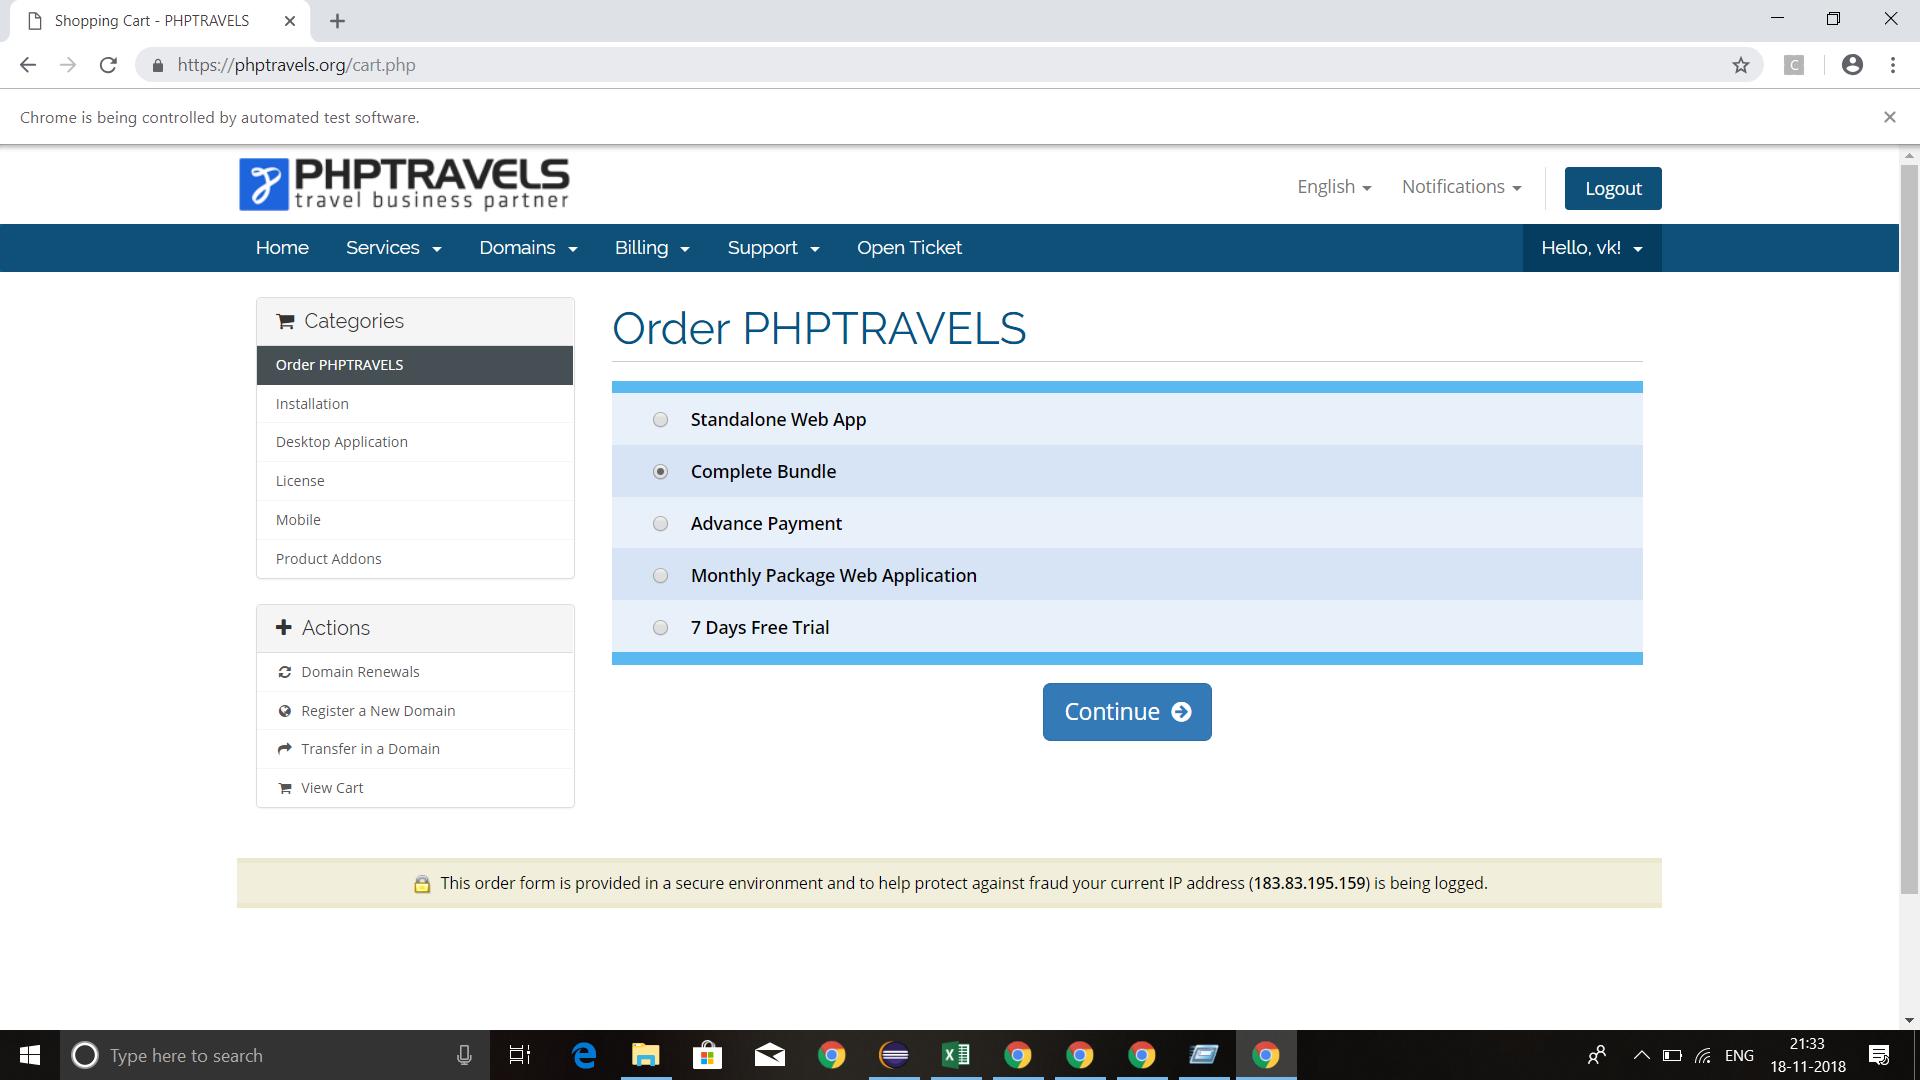 Shopping Cart - PHPTRAVELS
https://phptravels.org/cart.php
C
Chrome is being controlled by automated test software.
PHPTRAVELS
travel business partner
English
Notifications
Logout
Home
Services
Domains
Billing
Support
Open Ticket
Hello, vk!
Categories
Order PHPTRAVELS
Installation
Desktop Application
License
Mobile
Product Addons
Actions
Domain Renewals
Register a New Domain
Transfer in a Domain
View Cart
Order PHPTRAVELS
Standalone Web App
Complete Bundle
Advance Payment
Monthly Package Web Application
7 Days Free Trial
Continue
This order form is provided in a secure environment and to help protect against fraud your current IP address (183.83.195.159) is being logged.
Type here to search
ENG
21:33
18-11-2018